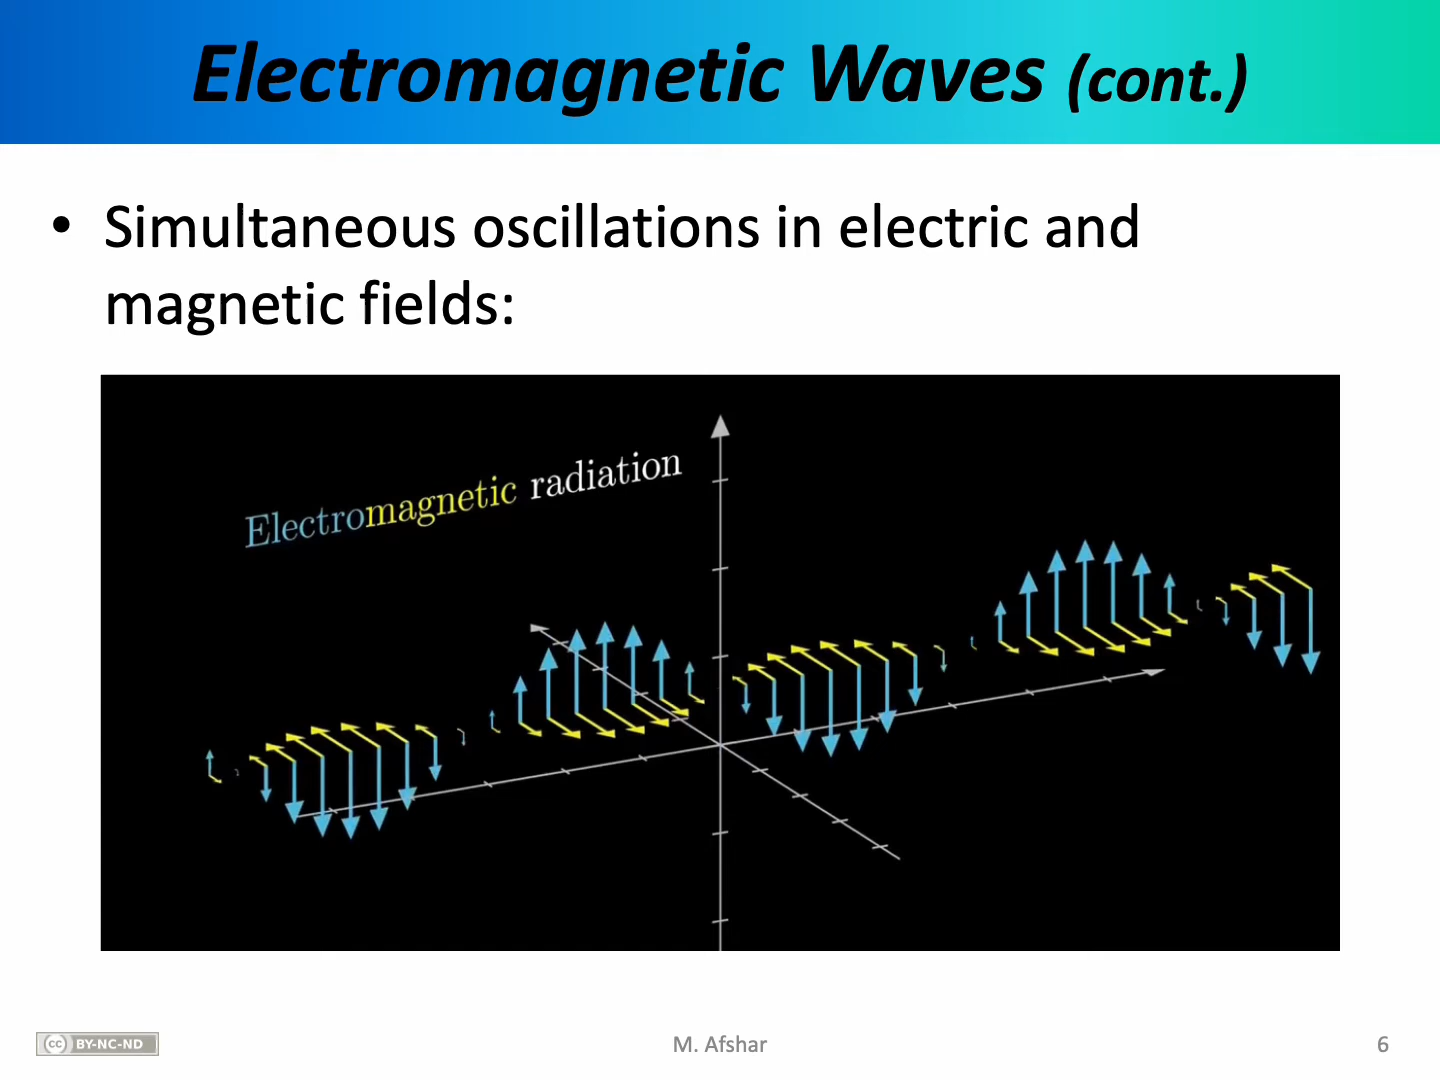 Electromagnetic Waves (cont.)
• Simultaneous oscillations in electric and
magnetic fields:
Electromagnetic radiation
cc BY-NC-ND
M. Afshar
6